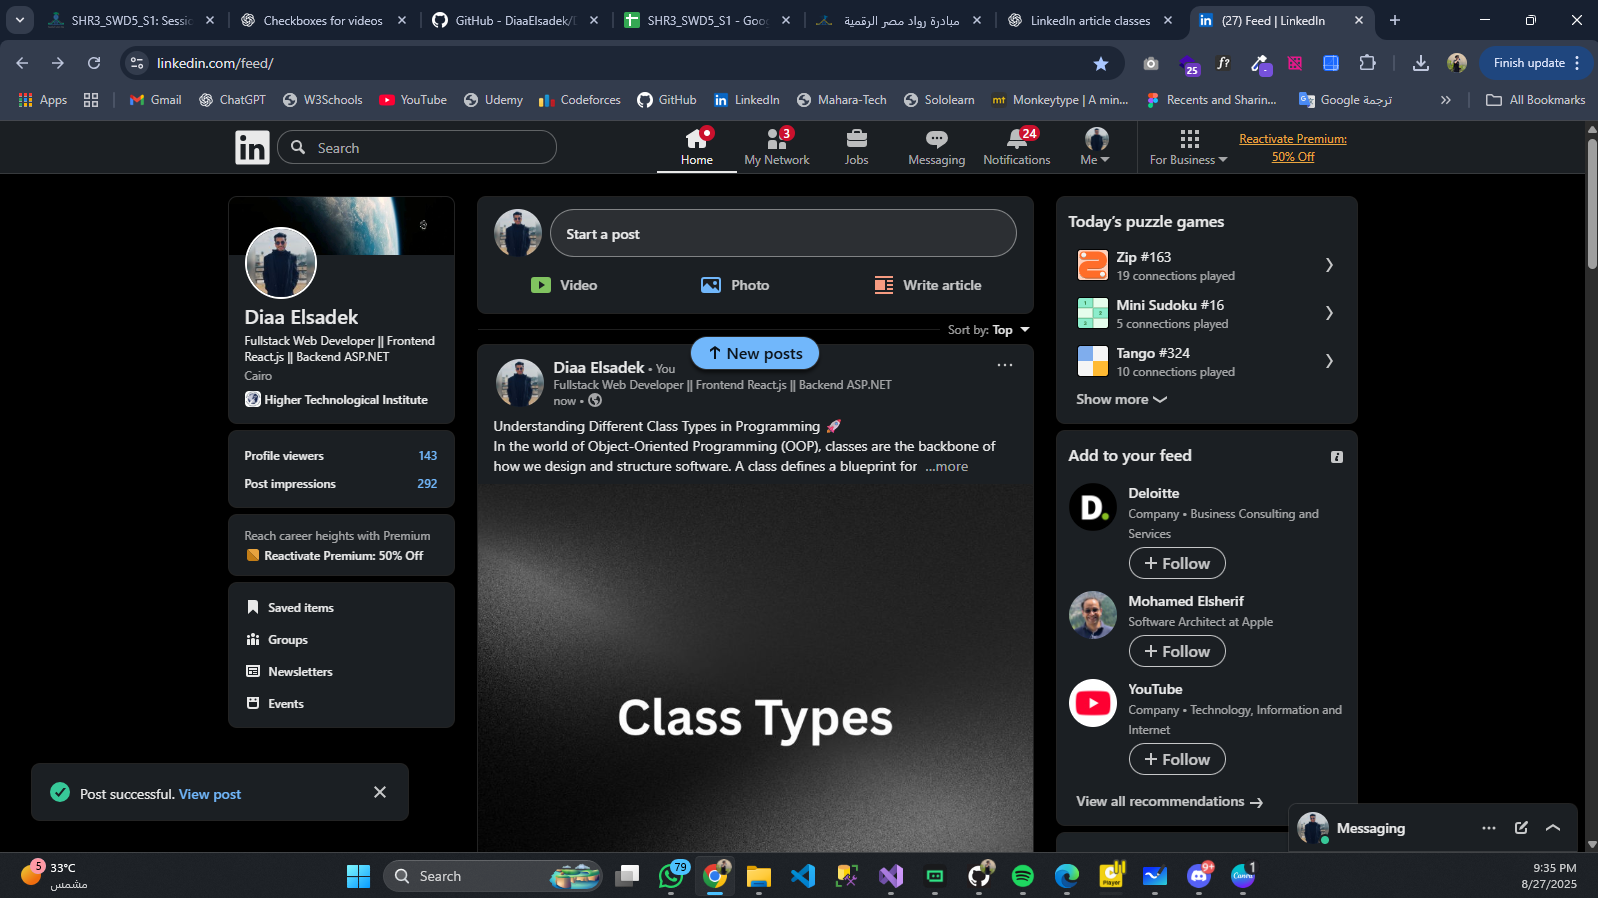 SHR3_SWD5_S1: Sessi
Checkboxes for videos
GitHub - DiaaElsadek/D
SHR3_SWD5_S1 - Goo
مبادرة رواد مصر الرقمية
LinkedIn article classes
(27) Feed | LinkedIn
linkedin.com/feed/
25
f?
Finish update
Apps
Gmail
ChatGPT
W3Schools
YouTube
Udemy
Codeforces
GitHub
LinkedIn
Mahara-Tech
Sololearn
mt
Monkeytype | A min...
Recents and Sharin...
Google ترجمة
All Bookmarks
in
Search
Home
3
My Network
Jobs
Messaging
24
Notifications
Me
For Business
Reactivate Premium:
50% Off
Diaa Elsadek
Fullstack Web Developer || Frontend
React.js || Backend ASP.NET
Cairo
Higher Technological Institute
Profile viewers 143
Post impressions 292
Reach career heights with Premium
Reactivate Premium: 50% Off
Saved items
Groups
Newsletters
Events
Post successful. View post
Start a post
Video
Photo
Write article
Sort by: Top
New posts
Diaa Elsadek • You
Fullstack Web Developer || Frontend React.js || Backend ASP.NET
now •
Understanding Different Class Types in Programming 🚀
In the world of Object-Oriented Programming (OOP), classes are the backbone of
how we design and structure software. A class defines a blueprint for ...more
Class Types
Today's puzzle games
Zip #163
19 connections played
Mini Sudoku #16
5 connections played
Tango #324
10 connections played
Show more
Add to your feed
D.
Deloitte
Company • Business Consulting and
Services
+ Follow
Mohamed Elsherif
Software Architect at Apple
+ Follow
YouTube
Company • Technology, Information and
Internet
+ Follow
View all recommendations →
Messaging
5
33°C
مشمس
Search
79
Player
9+
Canva
1
9:35 PM
8/27/2025